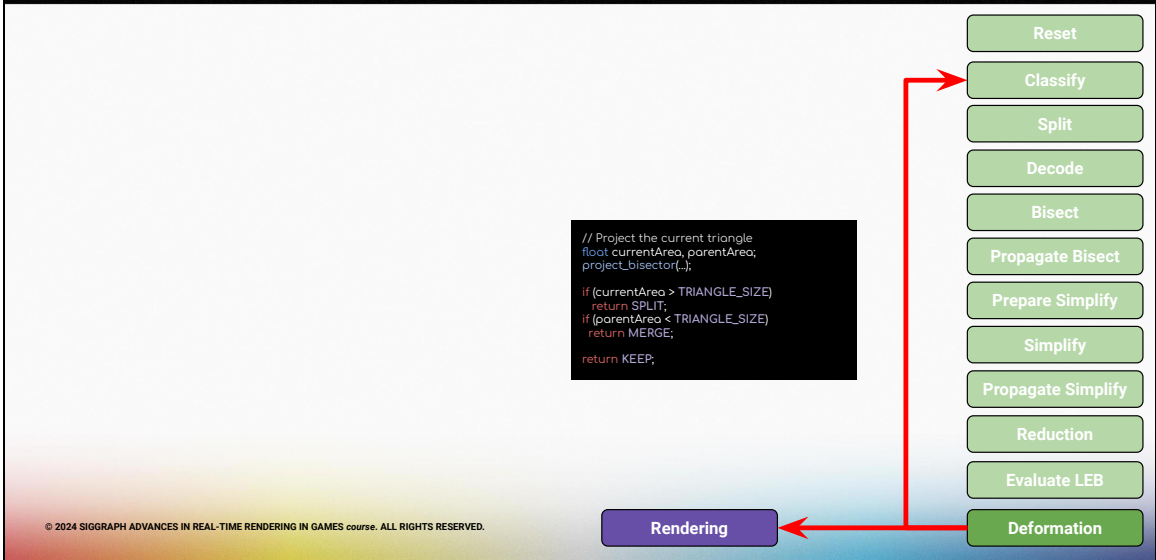 Reset
Classify
Split
Decode
Bisect
Propagate Bisect
Prepare Simplify
Simplify
Propagate Simplify
Reduction
Evaluate LEB
Deformation
// Project the current triangle
float currentArea, parentArea;
project_bisector(...);
if (currentArea > TRIANGLE_SIZE)
return SPLIT;
if (parentArea < TRIANGLE_SIZE)
return MERGE;
return KEEP;
Rendering
© 2024 SIGGRAPH ADVANCES IN REAL-TIME RENDERING IN GAMES course. ALL RIGHTS RESERVED.